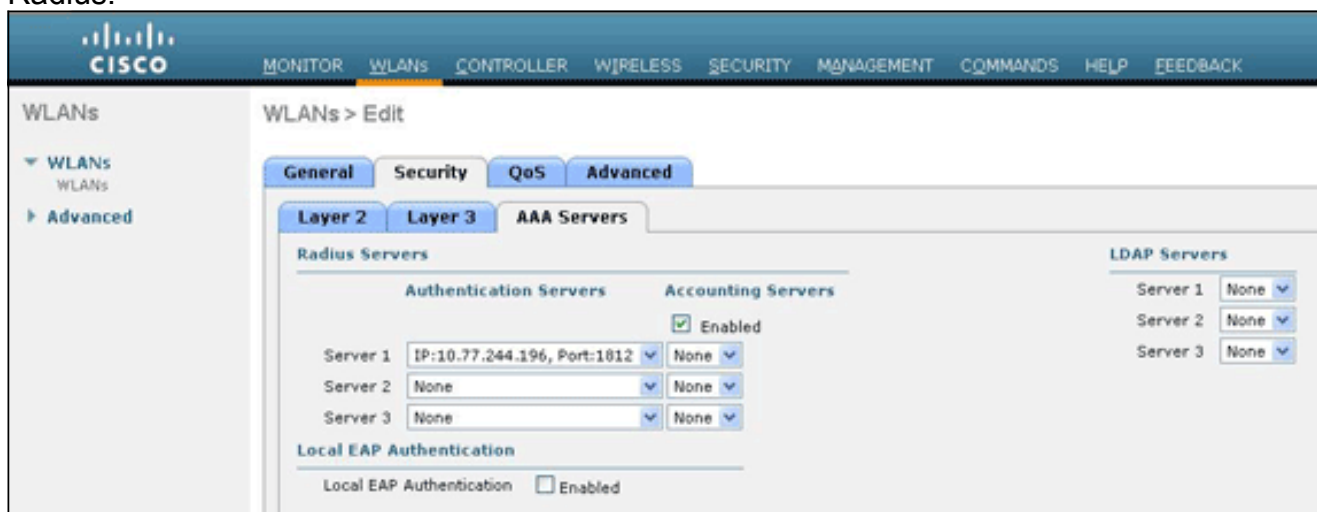 Radius.
CISCO
MONITOR WLANs CONTROLLER WIRELESS SECURITY MANAGEMENT COMMANDS HELP FEEDBACK
WLANs
WLANs
WLANs
Advanced
WLANs > Edit
General Security QoS Advanced
Layer 2 Layer 3 AAA Servers
Radius Servers
Authentication Servers Accounting Servers
Enabled
Server 1 IP:10.77.244.196, Port:1812 None
Server 2 None None
Server 3 None None
Local EAP Authentication
Local EAP Authentication Enabled
LDAP Servers
Server 1 None
Server 2 None
Server 3 None